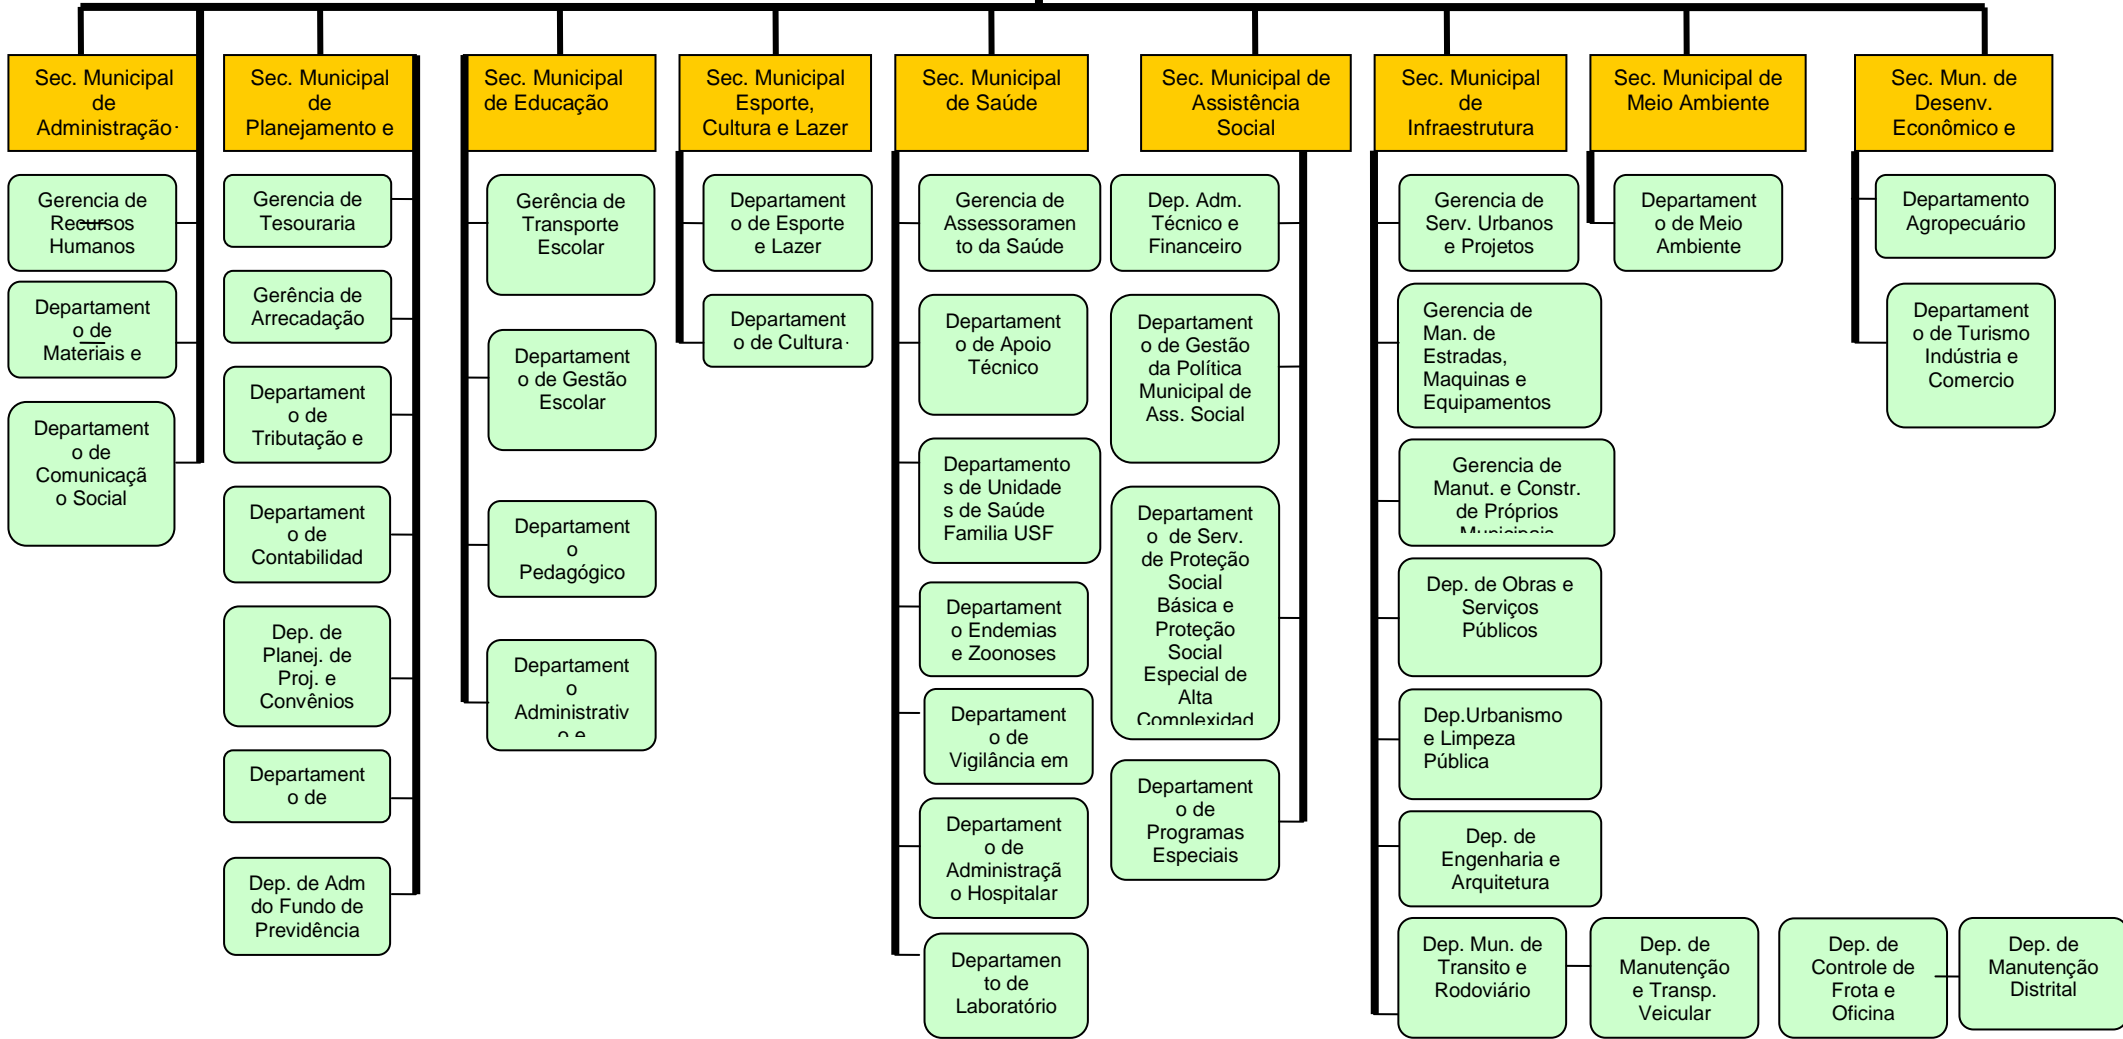 Sec. Municipal
de
Administração
Sec. Municipal
de
Planejamento e
Sec. Municipal
de Educação
Sec. Municipal
Esporte,
Cultura e Lazer
Sec. Municipal
de Saúde
Sec. Municipal de
Assistência
Social
Sec. Municipal
de
Infraestrutura
Sec. Municipal de
Meio Ambiente
Sec. Mun. de
Desenv.
Econômico e
Gerencia de
Recursos
Humanos
Departament
o de
Materiais e
Departament
o de
Comunicaçã
o Social
Gerencia de
Tesouraria
Gerência de
Arrecadação
Departament
o de
Tributação e
Departament
o de
Contabilidad
Dep. de
Planej. de
Proj. e
Convênios
Departament
o de
Dep. de Adm
do Fundo de
Previdência
Gerência de
Transporte
Escolar
Departament
o de Gestão
Escolar
Departament
o
Pedagógico
Departament
o
Administrativ
o e
Departament
o de Esporte
e Lazer
Departament
o de Cultura
Gerencia de
Assessoramen
to da Saúde
Departament
o de Apoio
Técnico
Departamento
s de Unidade
s de Saúde
Familia USF
Departament
o Endemias
e Zoonoses
Departament
o de
Vigilância em
Departament
o de
Administraçã
o Hospitalar
Departamen
to de
Laboratório
Dep. Adm.
Técnico e
Financeiro
Departament
o de Gestão
da Política
Municipal de
Ass. Social
Departament
o de Serv.
de Proteção
Social
Básica e
Proteção
Social
Especial de
Alta
Complexidad
Departament
o de
Programas
Especiais
Gerencia de
Serv. Urbanos
e Projetos
Gerencia de
Man. de
Estradas,
Maquinas e
Equipamentos
Gerencia de
Manut. e Constr.
de Próprios
Municipais
Dep. de Obras e
Serviços
Públicos
Dep.Urbanismo
e Limpeza
Pública
Dep. de
Engenharia e
Arquitetura
Dep. Mun. de
Transito e
Rodoviário
Dep. de
Manutenção
e Transp.
Veicular
Dep. de
Controle de
Frota e
Oficina
Dep. de
Manutenção
Distrital
Departament
o de Meio
Ambiente
Departamento
Agropecuário
Departament
o de Turismo
Indústria e
Comercio